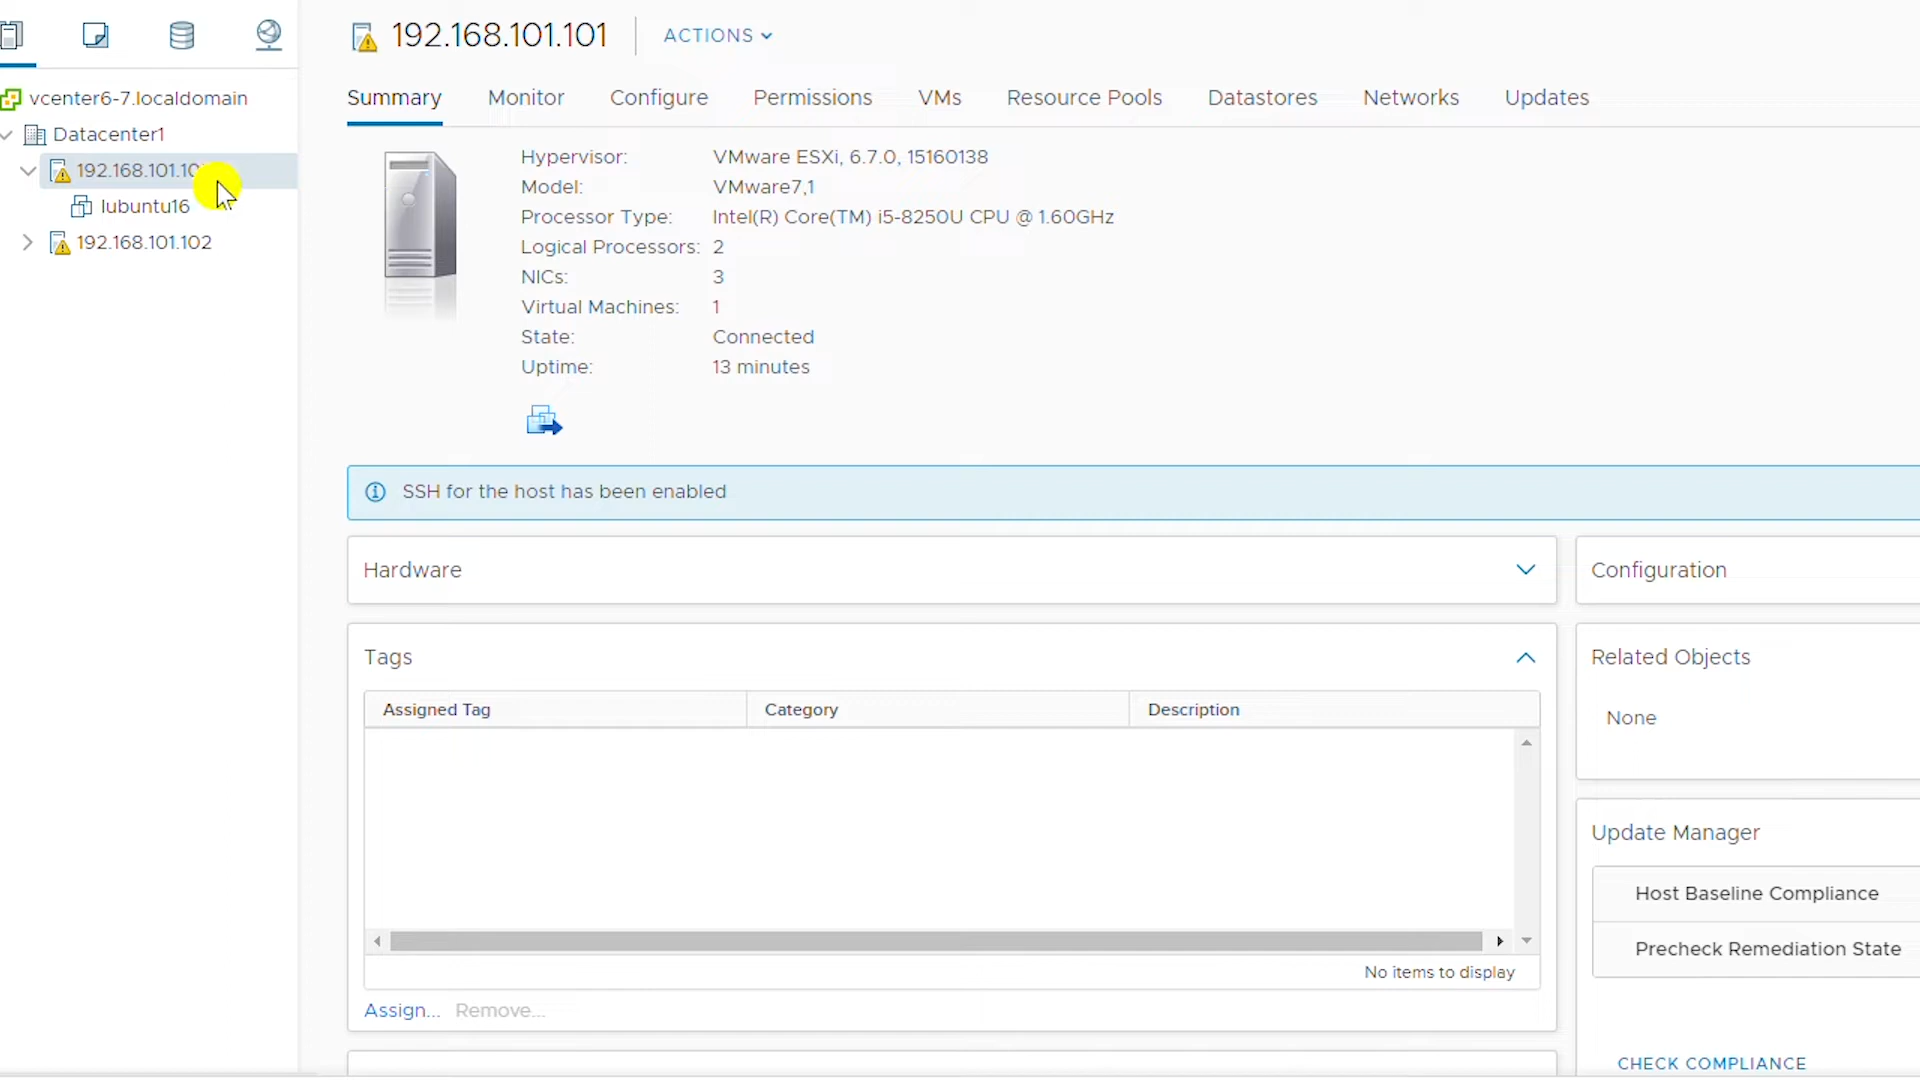 192.168.101.101
ACTIONS
Summary
Monitor
Configure
Permissions
VMs
Resource Pools
Datastores
Networks
Updates
vcenter6-7.localdomain
Datacenter1
192.168.101.10
lubuntu16
192.168.101.102
Hypervisor: VMware ESXi, 6.7.0, 15160138
Model: VMware7,1
Processor Type: Intel(R) Core(TM) i5-8250U CPU @ 1.60GHz
Logical Processors: 2
NICs: 3
Virtual Machines: 1
State: Connected
Uptime: 13 minutes
SSH for the host has been enabled
Hardware
Tags
Assigned Tag
Category
Description
No items to display
Assign...
Remove...
Configuration
Related Objects
None
Update Manager
Host Baseline Compliance
Precheck Remediation State
CHECK COMPLIANCE